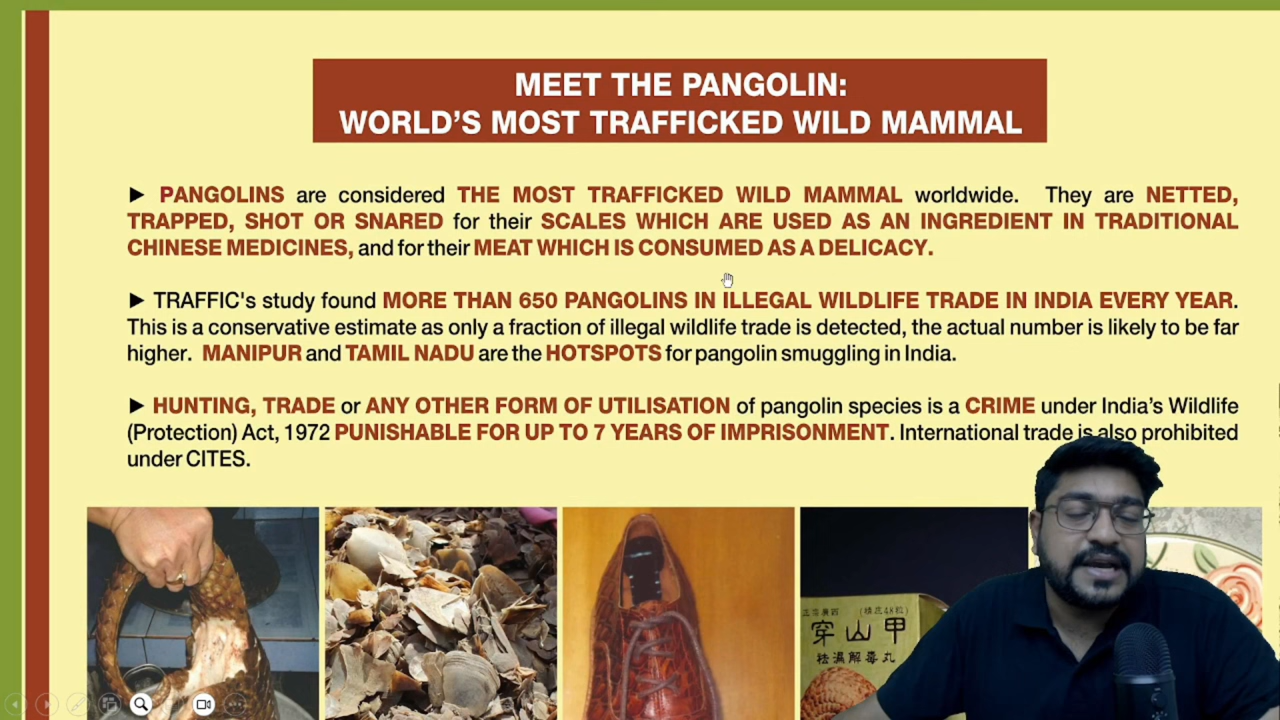 MEET THE PANGOLIN:
WORLD'S MOST TRAFFICKED WILD MAMMAL
► PANGOLINS are considered THE MOST TRAFFICKED WILD MAMMAL worldwide. They are NETTED,
TRAPPED, SHOT OR SNARED for their SCALES WHICH ARE USED AS AN INGREDIENT IN TRADITIONAL
CHINESE MEDICINES, and for their MEAT WHICH IS CONSUMED AS A DELICACY.
► TRAFFIC's study found MORE THAN 650 PANGOLINS IN ILLEGAL WILDLIFE TRADE IN INDIA EVERY YEAR.
This is a conservative estimate as only a fraction of illegal wildlife trade is detected, the actual number is likely to be far
higher. MANIPUR and TAMIL NADU are the HOTSPOTS for pangolin smuggling in India.
► HUNTING, TRADE or ANY OTHER FORM OF UTILISATION of pangolin species is a CRIME under India's Wildlife
(Protection) Act, 1972 PUNISHABLE FOR UP TO 7 YEARS OF IMPRISONMENT. International trade is also prohibited
under CITES.
穿山甲
祛濕解毒丸